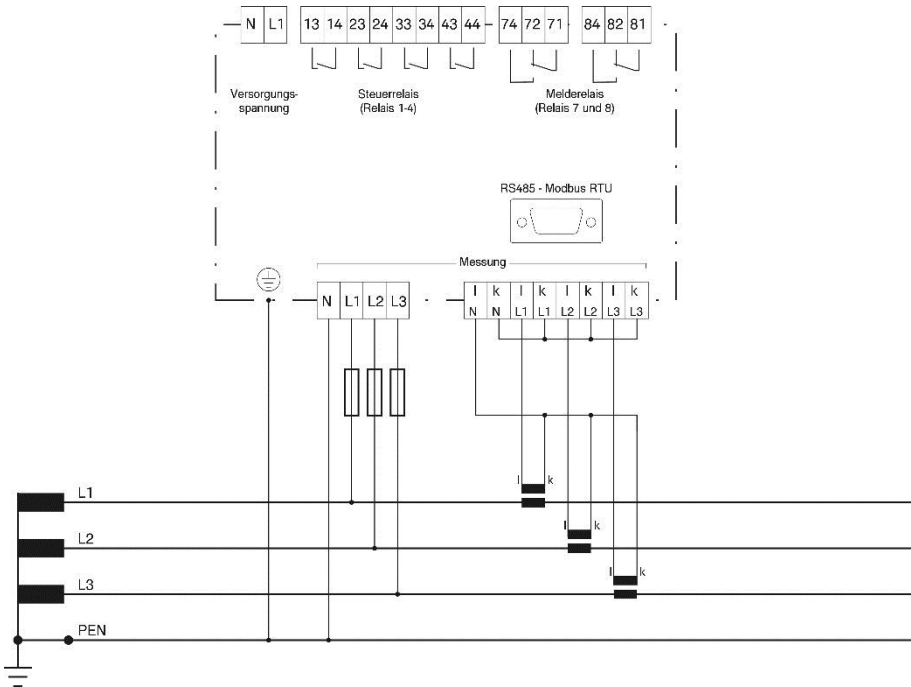 N L1 13 14 23 24 33 34 43 44 74 72 71 84 82 81
Versorgungs-
spannung
Steuerrelais
(Relais 1-4)
Melderelais
(Relais 7 und 8)
RS485 - Modbus RTU
Messung
N L1 L2 L3
l k l k l k l k
N N L1 L1 L2 L2 L3 L3
L1
l k
L2
l k
L3
l k
PEN